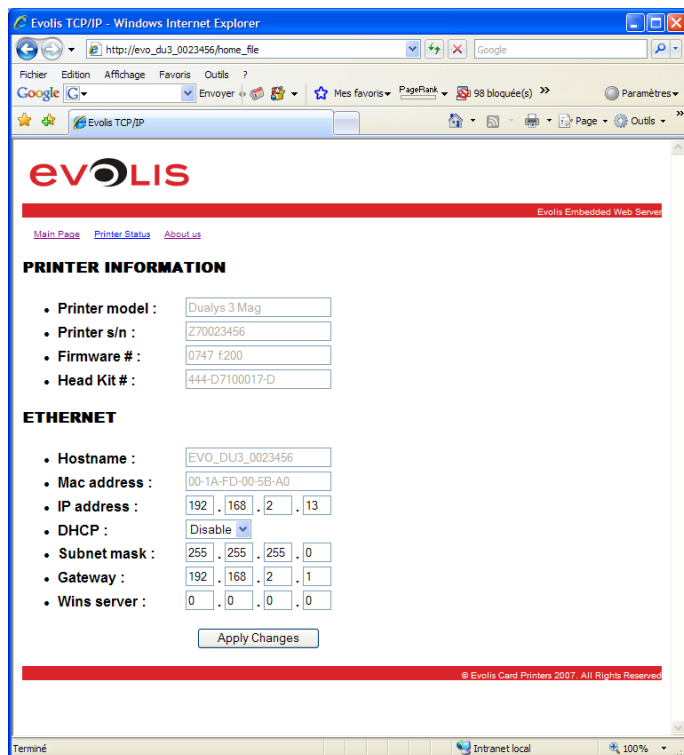 Evolis TCP/IP - Windows Internet Explorer
http://evo_du3_0023456/home_file
Google
Fichier Edition Affichage Favoris Outils ?
Google G Envoyer Mes favoris PageRank 98 bloquée(s) » Paramètres
Evolis TCP/IP Page Outils »
evolis
Evolis Embedded Web Server
Main Page Printer Status About us
PRINTER INFORMATION
• Printer model : Dualys 3 Mag
• Printer s/n : Z70023456
• Firmware # : 0747 f:200
• Head Kit # : 444-D7100017-D
ETHERNET
• Hostname : EVO_DU3_0023456
• Mac address : 00-1A-FD-00-5B-A0
• IP address : 192 . 168 . 2 . 13
• DHCP : Disable
• Subnet mask : 255 . 255 . 255 . 0
• Gateway : 192 . 168 . 2 . 1
• Wins server : 0 . 0 . 0 . 0
Apply Changes
© Evolis Card Printers 2007. All Rights Reserved
Terminé Intranet local 100%